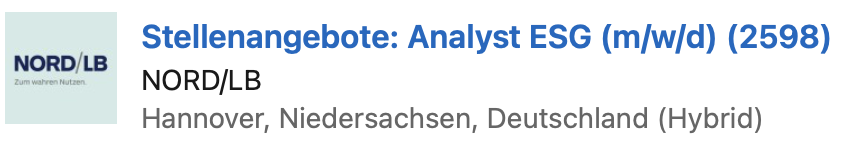 NORD/LB
Zum wahren Nutzen.
Stellenangebote: Analyst ESG (m/w/d) (2598)
NORD/LB
Hannover, Niedersachsen, Deutschland (Hybrid)